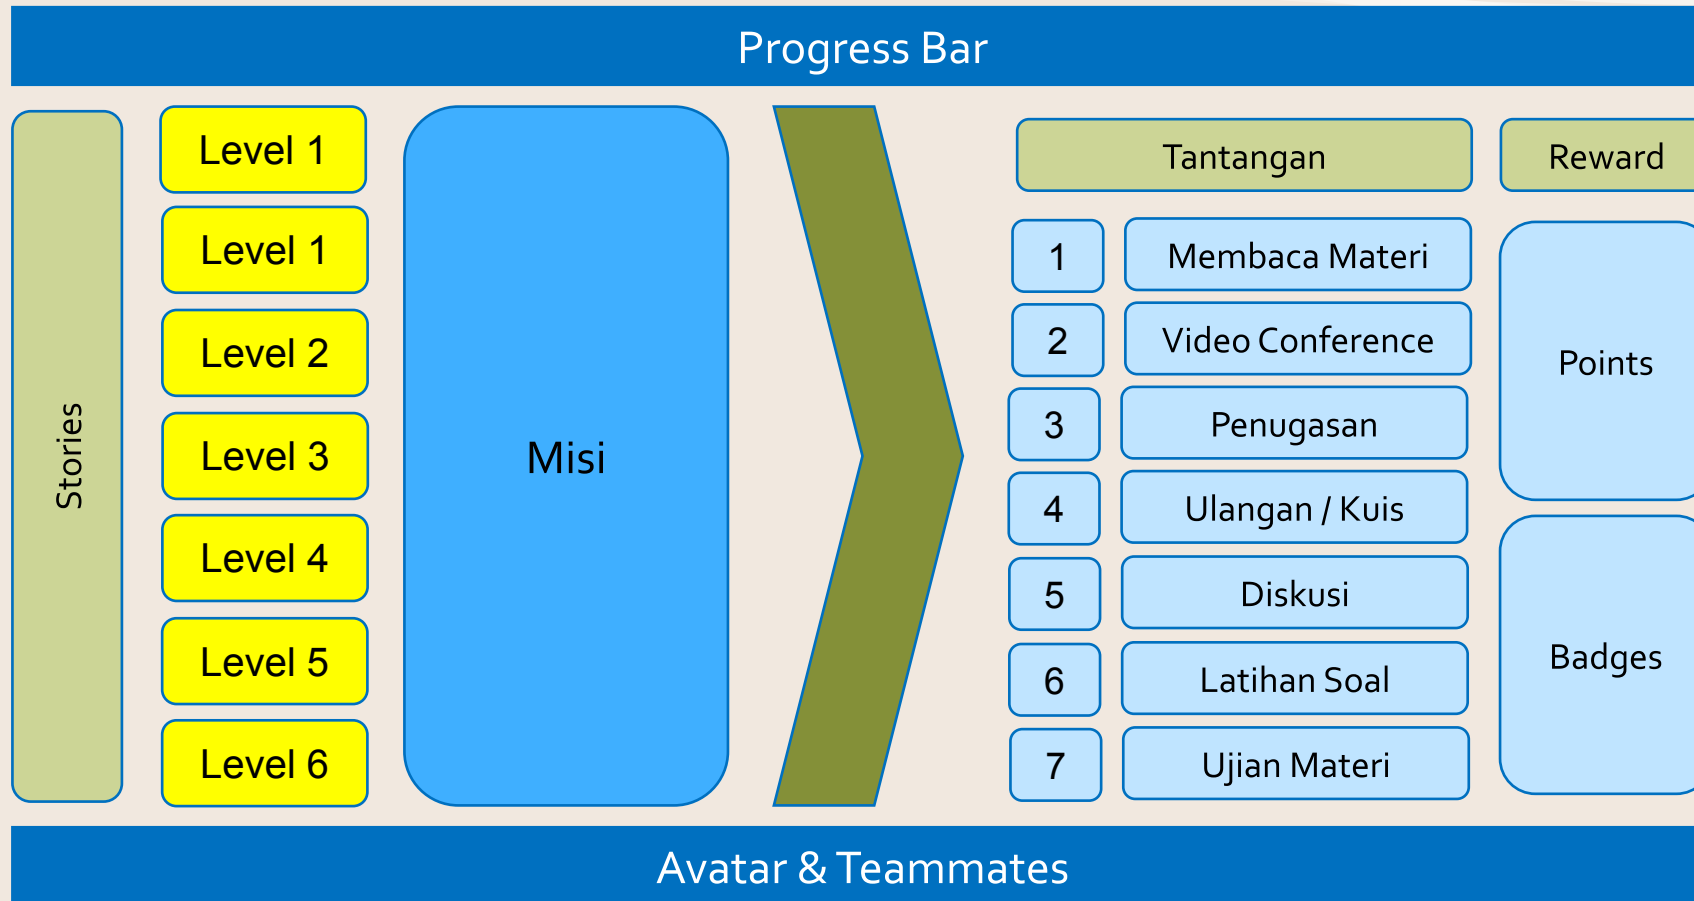 Progress Bar
Stories
Level 1
Level 1
Level 2
Level 3
Level 4
Level 5
Level 6
Misi
Tantangan
1 Membaca Materi
2 Video Conference
3 Penugasan
4 Ulangan / Kuis
5 Diskusi
6 Latihan Soal
7 Ujian Materi
Reward
Points
Badges
Avatar & Teammates